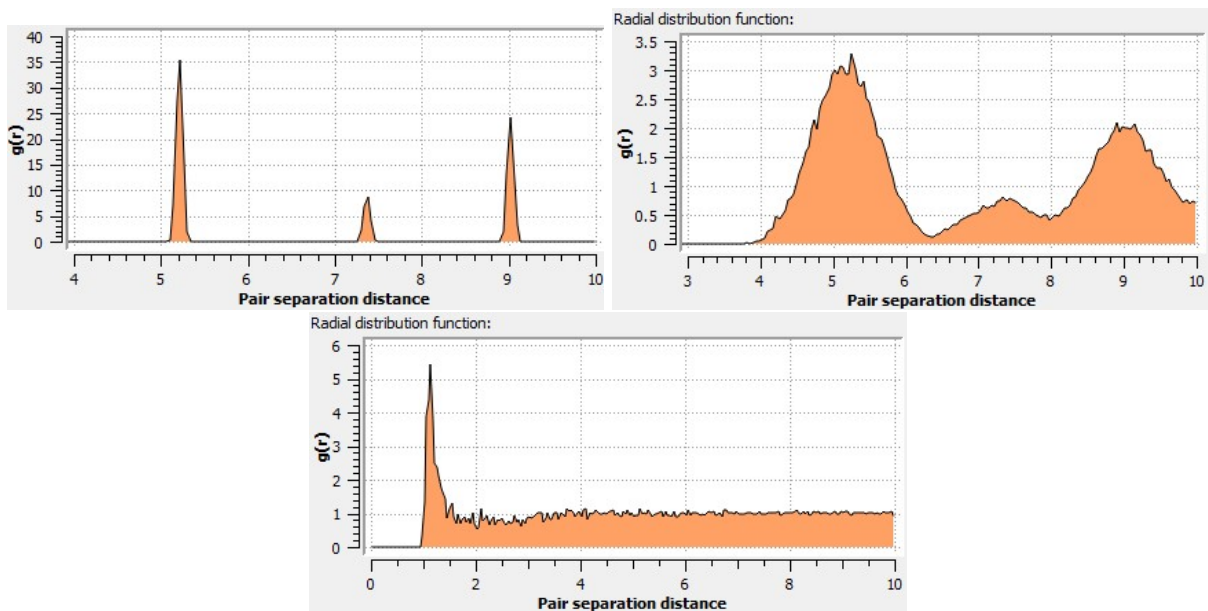 g(r)
40
35
30
25
20
15
10
5
0
4 5 6 7 8 9 10
Pair separation distance
Radial distribution function:
g(r)
3.5
3
2.5
2
1.5
1
0.5
0
3 4 5 6 7 8 9 10
Pair separation distance
Radial distribution function:
g(r)
6
5
4
3
2
1
0
0 2 4 6 8 10
Pair separation distance